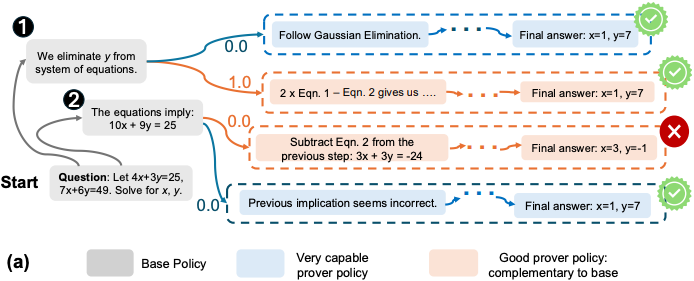 1
We eliminate y from
system of equations.
0.0
Follow Gaussian Elimination.
Final answer: x=1, y=7
1.0
2 x Eqn. 1 – Eqn. 2 gives us ....
Final answer: x=1, y=7
2
The equations imply:
10x + 9y = 25
0.0
Subtract Eqn. 2 from the
previous step: 3x + 3y = -24
Final answer: x=3, y=-1
Start
Question: Let 4x+3y=25,
7x+6y=49. Solve for x, y.
0.0
Previous implication seems incorrect.
Final answer: x=1, y=7
(a)
Base Policy
Very capable
prover policy
Good prover policy:
complementary to base